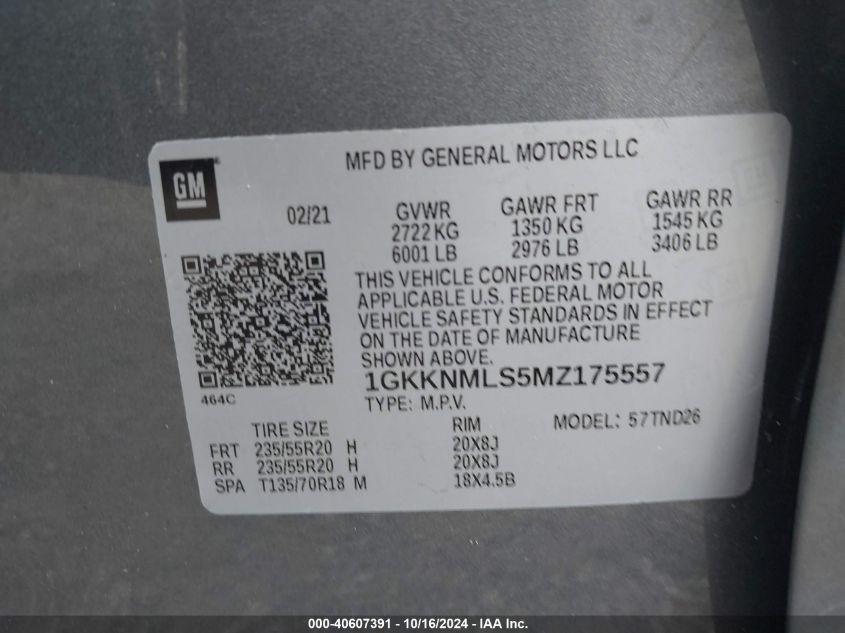 MFD BY GENERAL MOTORS LLC
GM
02/21
GVWR GAWR FRT GAWR RR
2722 KG 1350 KG 1545 KG
6001 LB 2976 LB 3406 LB
THIS VEHICLE CONFORMS TO ALL
APPLICABLE U.S. FEDERAL MOTOR
VEHICLE SAFETY STANDARDS IN EFFECT
ON THE DATE OF MANUFACTURE
SHOWN ABOVE.
1GKKNMLS5MZ175557
464C
TYPE: M.P.V.
MODEL: 57TND26
TIRE SIZE RIM
FRT 235/55R20 H 20X8J
RR 235/55R20 H 20X8J
SPA T135/70R18 M 18X4.5B
000-40607391 - 10/16/2024 - IAA Inc.